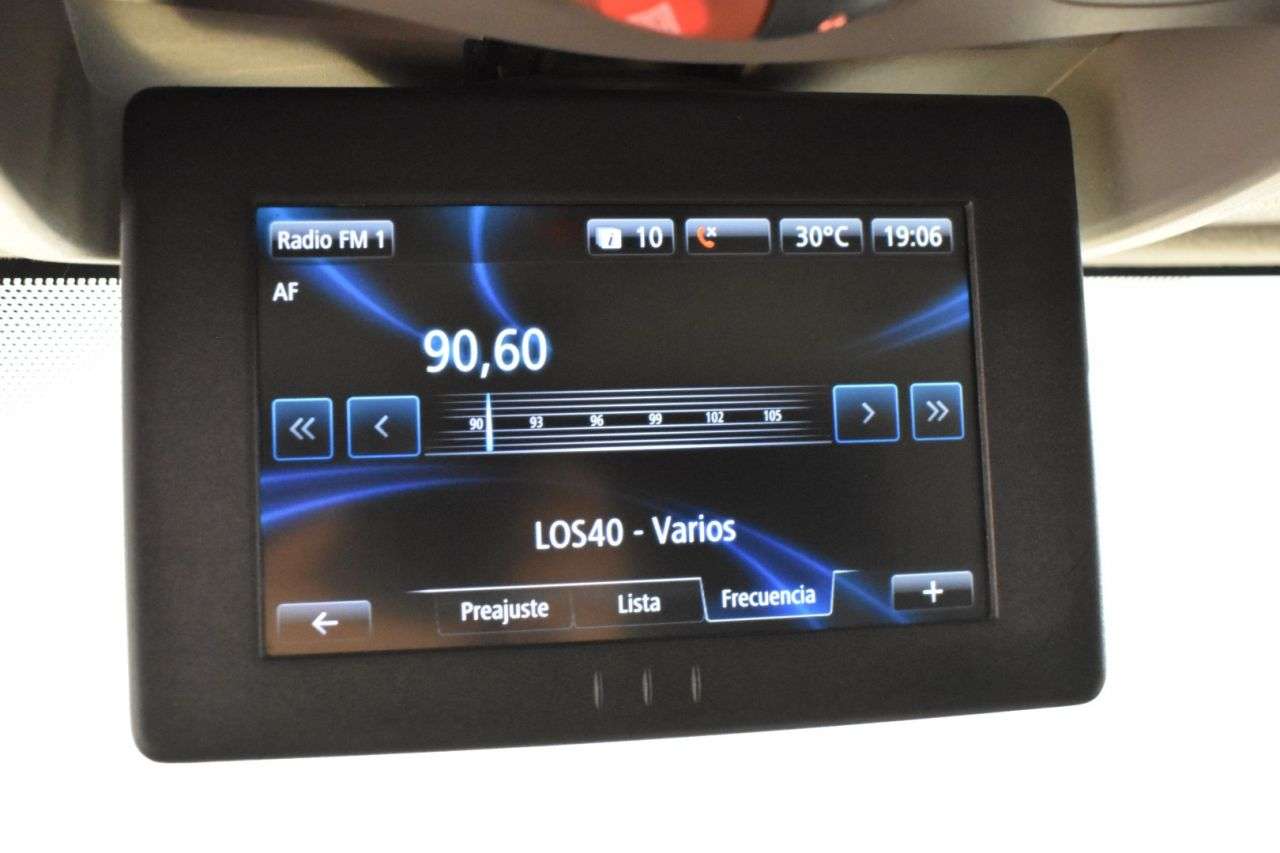 Radio FM 1
i 10
30°C
19:06
AF
90,60
90 93 96 99 102 105
LOS40 - Varios
Preajuste
Lista
Frecuencia